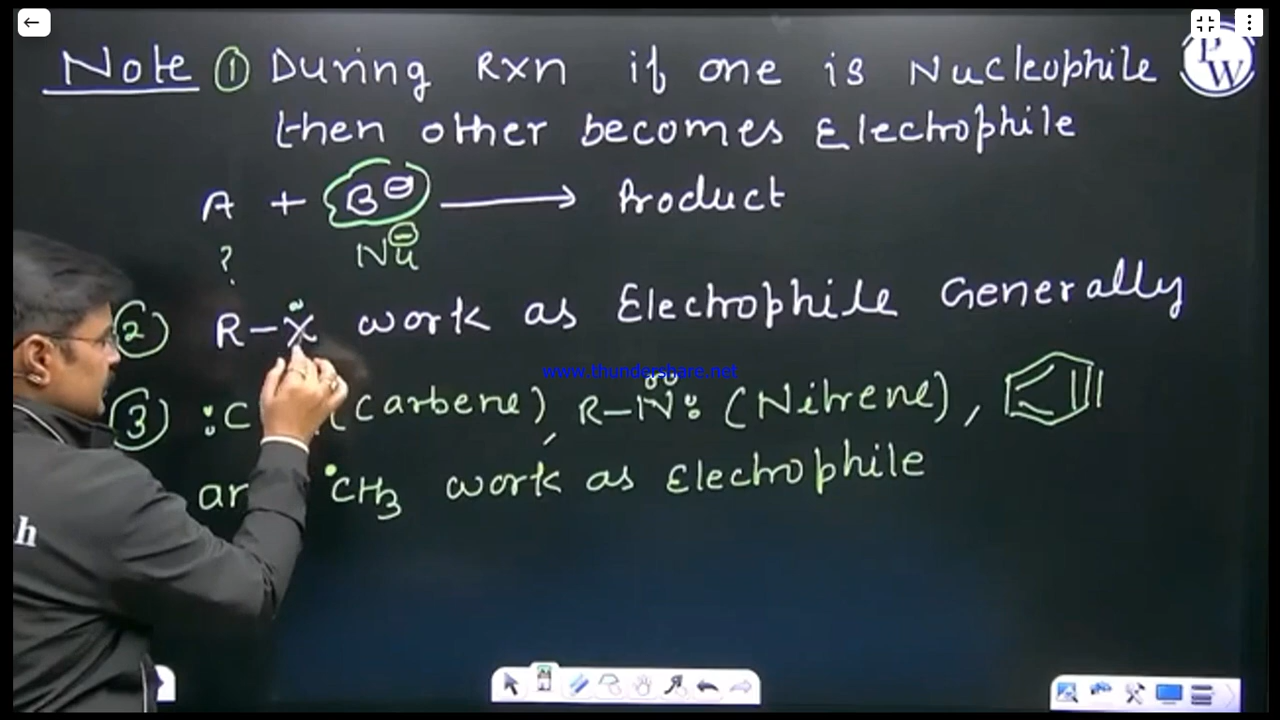 Note ① During Rxn if one is Nucleophile
then other becomes Electrophile
A + B⊖ → Product
? Nu⊖
② R-X work as Electrophile Generally
www.thundershare.net
③ :C (Carbene), R-N: (Nitrene),
•CH3 work as Electrophile
PW
h